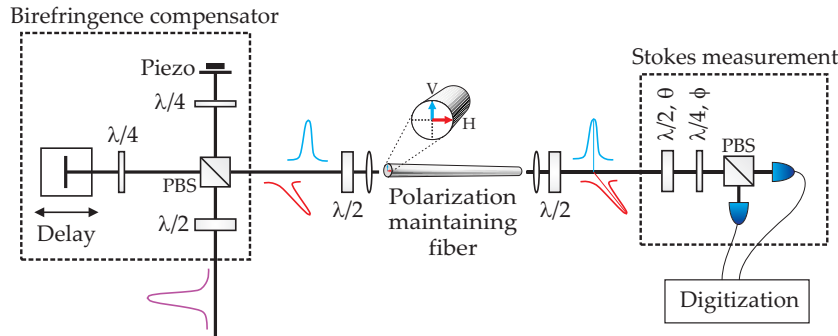 Birefringence compensator
Piezo
λ/4
λ/4
PBS
Delay
λ/2
λ/2
V
H
Polarization
maintaining
fiber
λ/2
Stokes measurement
λ/2, θ
λ/4, ϕ
PBS
Digitization